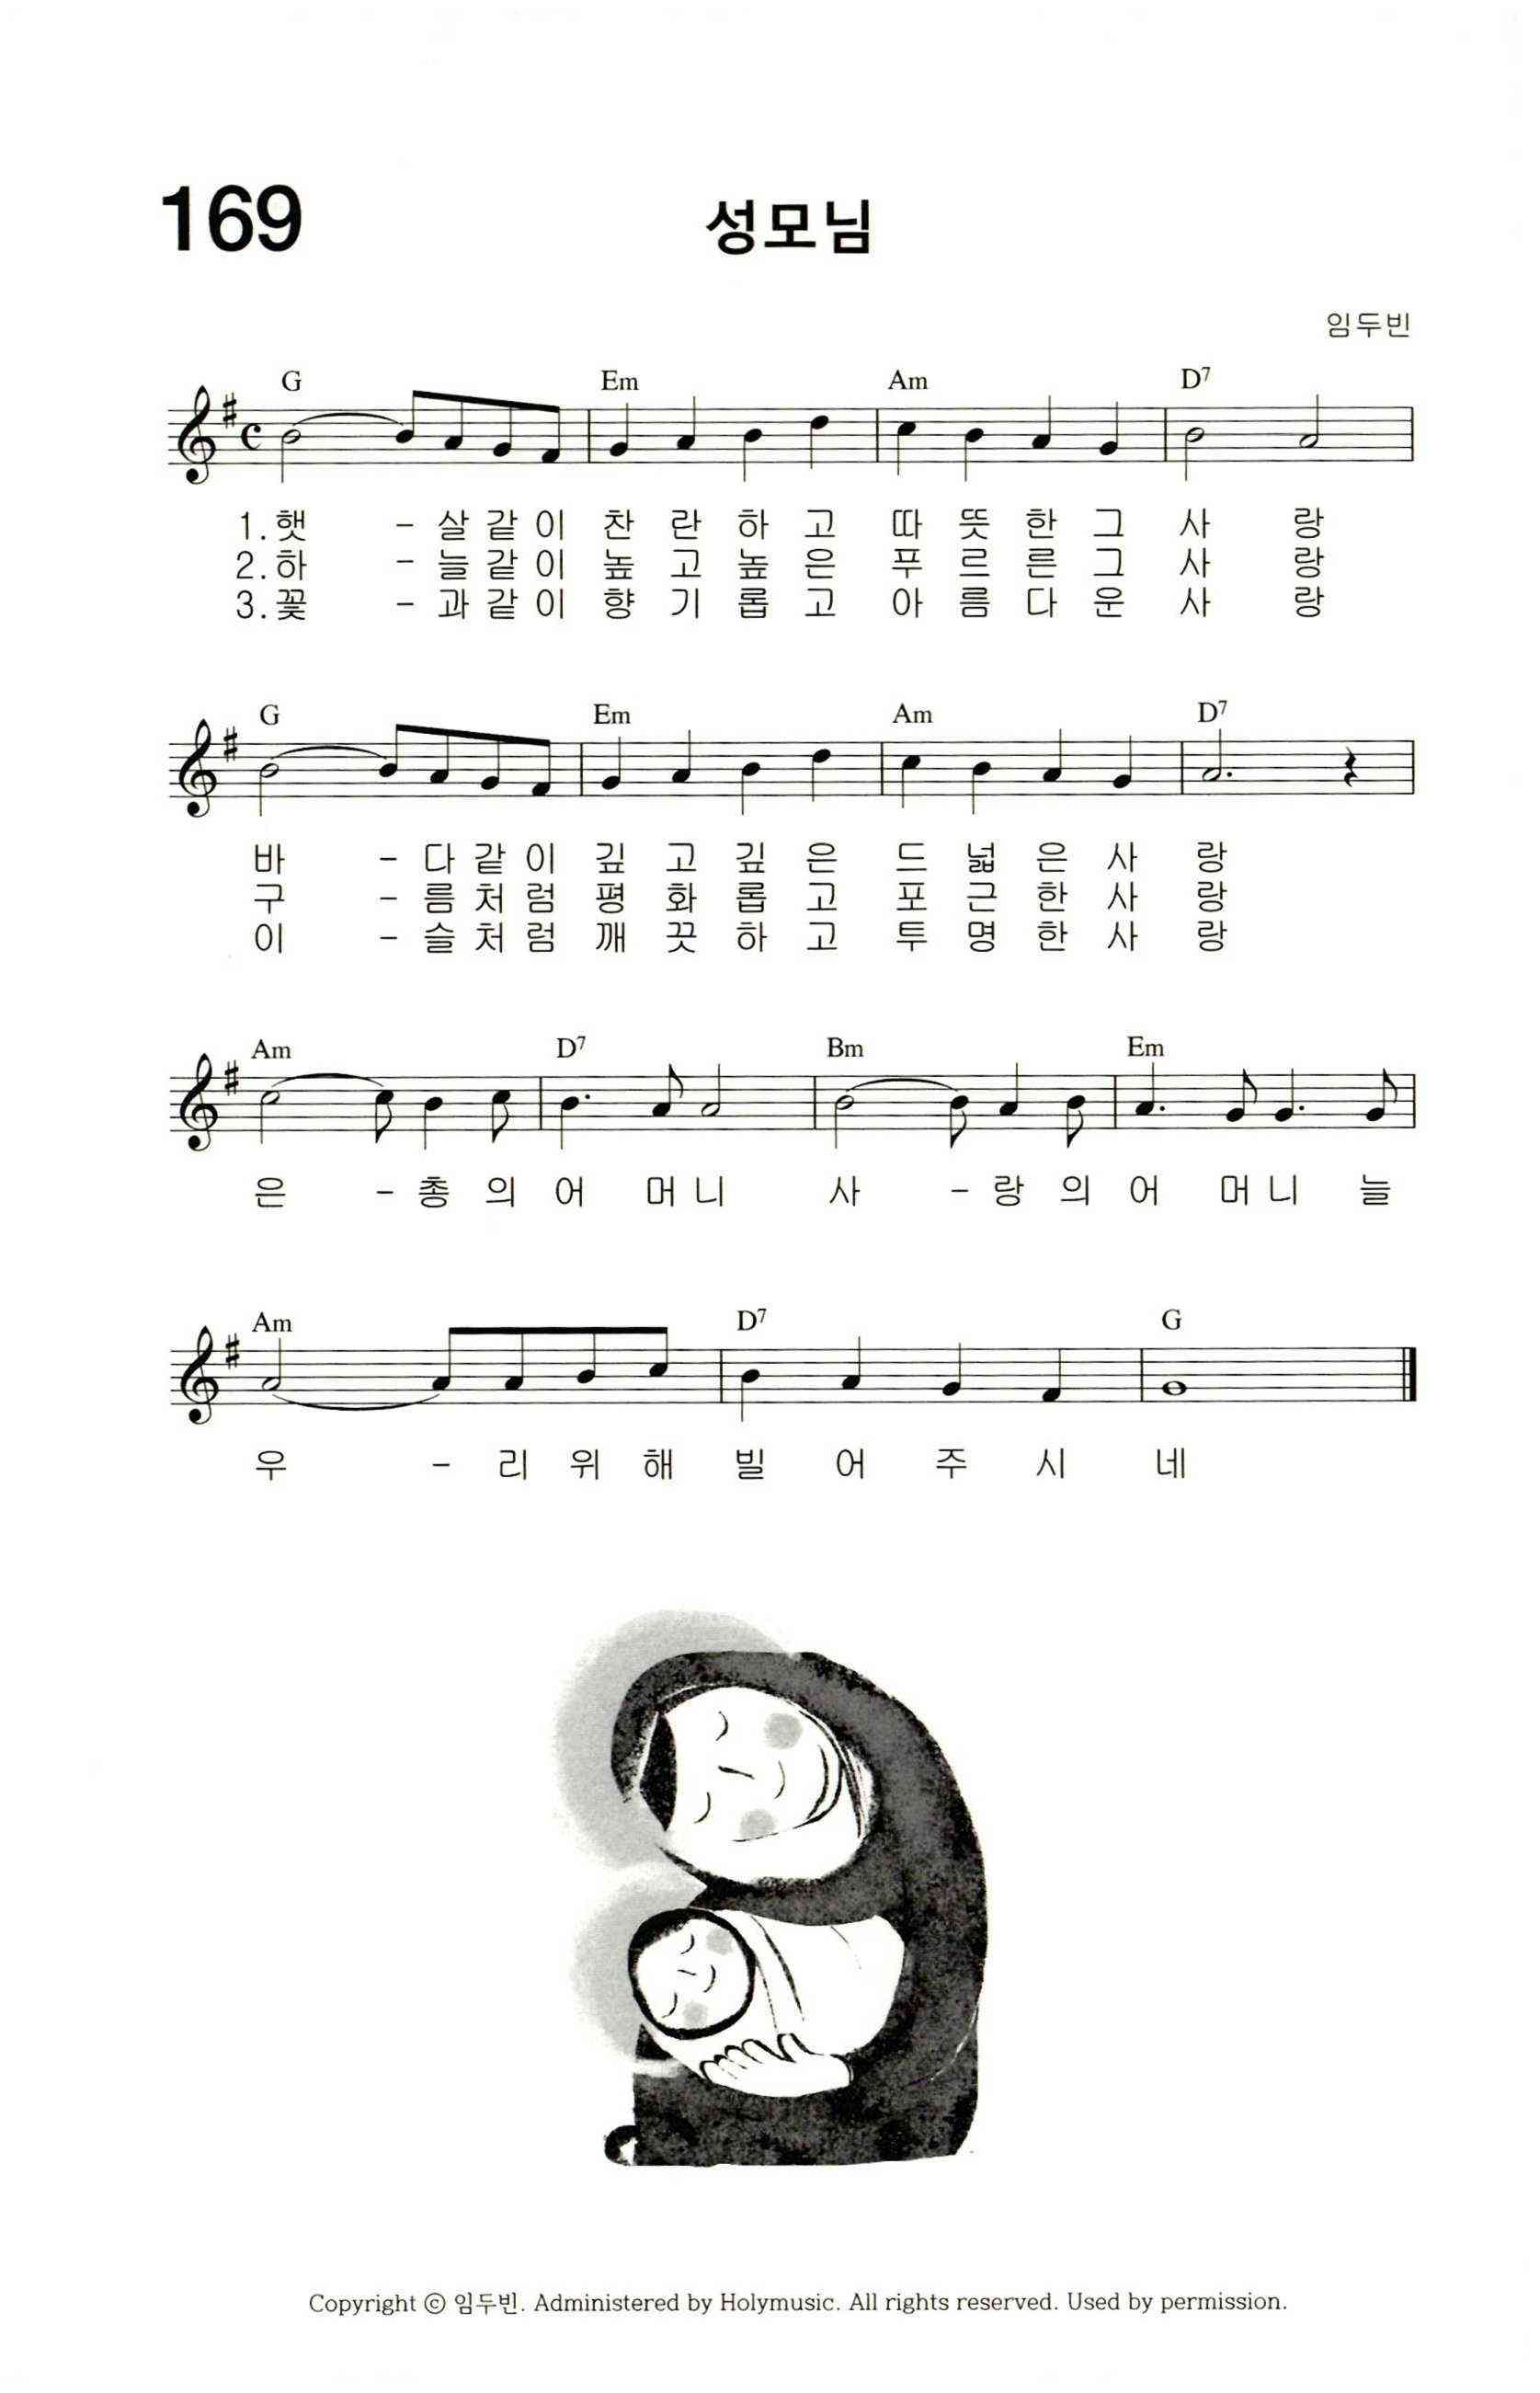 169
성모님
임두빈
G Em Am D7
1.햇 - 살 같 이 찬 란 하 고 따 뜻 한 그 사 랑
2.하 - 늘 같 이 높 고 높 은 푸 르 른 그 사 랑
3.꽃 - 과 같 이 향 기 롭 고 아 름 다 운 사 랑
G Em Am D7
바 - 다 같 이 깊 고 깊 은 드 넓 은 사 랑
구 - 름 처 럼 평 화 롭 고 포 근 한 사 랑
이 - 슬 처 럼 깨 끗 하 고 투 명 한 사 랑
Am D7 Bm Em
은 - 총 의 어 머 니 사 - 랑 의 어 머 니 늘
Am D7 G
우 - 리 위 해 빌 어 주 시 네
Copyright ⓒ 임두빈. Administered by Holymusic. All rights reserved. Used by permission.